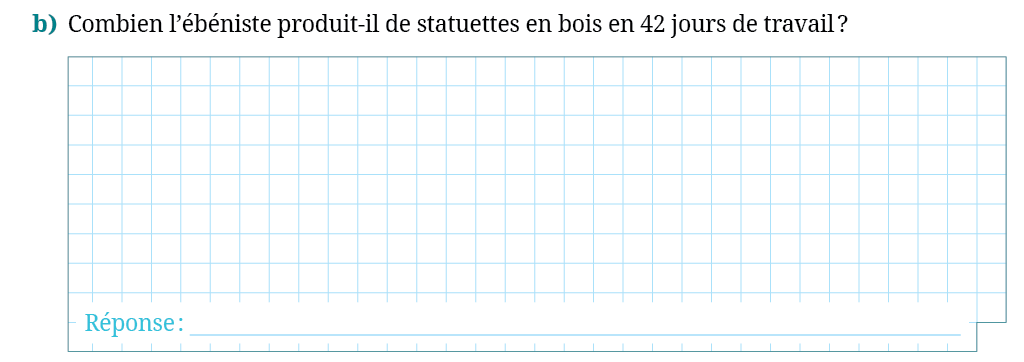 b) Combien l’ébéniste produit-il de statuettes en bois en 42 jours de travail ?
Réponse :